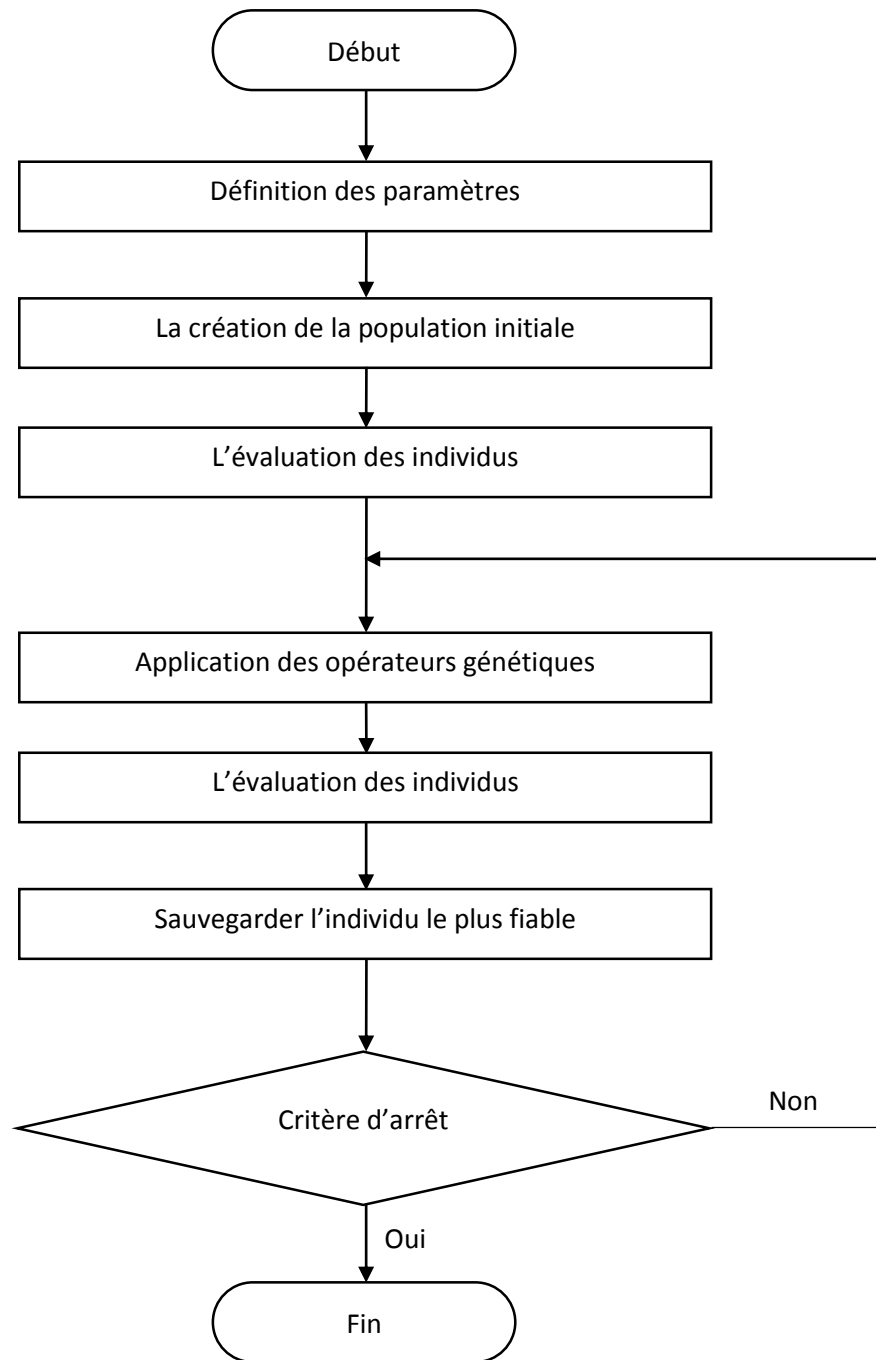 Début
Définition des paramètres
La création de la population initiale
L’évaluation des individus
Application des opérateurs génétiques
L’évaluation des individus
Sauvegarder l’individu le plus fiable
Critère d’arrêt
Non
Oui
Fin